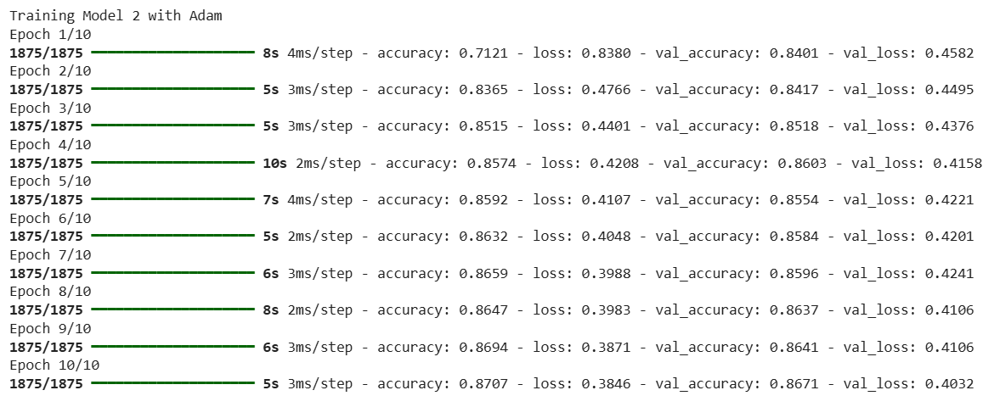 Training Model 2 with Adam
Epoch 1/10
1875/1875 ━━━━━━━━━━━━━━━━━━━━ 8s 4ms/step - accuracy: 0.7121 - loss: 0.8380 - val_accuracy: 0.8401 - val_loss: 0.4582
Epoch 2/10
1875/1875 ━━━━━━━━━━━━━━━━━━━━ 5s 3ms/step - accuracy: 0.8365 - loss: 0.4766 - val_accuracy: 0.8417 - val_loss: 0.4495
Epoch 3/10
1875/1875 ━━━━━━━━━━━━━━━━━━━━ 5s 3ms/step - accuracy: 0.8515 - loss: 0.4401 - val_accuracy: 0.8518 - val_loss: 0.4376
Epoch 4/10
1875/1875 ━━━━━━━━━━━━━━━━━━━━ 10s 2ms/step - accuracy: 0.8574 - loss: 0.4208 - val_accuracy: 0.8603 - val_loss: 0.4158
Epoch 5/10
1875/1875 ━━━━━━━━━━━━━━━━━━━━ 7s 4ms/step - accuracy: 0.8592 - loss: 0.4107 - val_accuracy: 0.8554 - val_loss: 0.4221
Epoch 6/10
1875/1875 ━━━━━━━━━━━━━━━━━━━━ 5s 2ms/step - accuracy: 0.8632 - loss: 0.4048 - val_accuracy: 0.8584 - val_loss: 0.4201
Epoch 7/10
1875/1875 ━━━━━━━━━━━━━━━━━━━━ 6s 3ms/step - accuracy: 0.8659 - loss: 0.3988 - val_accuracy: 0.8596 - val_loss: 0.4241
Epoch 8/10
1875/1875 ━━━━━━━━━━━━━━━━━━━━ 8s 2ms/step - accuracy: 0.8647 - loss: 0.3983 - val_accuracy: 0.8637 - val_loss: 0.4106
Epoch 9/10
1875/1875 ━━━━━━━━━━━━━━━━━━━━ 6s 3ms/step - accuracy: 0.8694 - loss: 0.3871 - val_accuracy: 0.8641 - val_loss: 0.4106
Epoch 10/10
1875/1875 ━━━━━━━━━━━━━━━━━━━━ 5s 3ms/step - accuracy: 0.8707 - loss: 0.3846 - val_accuracy: 0.8671 - val_loss: 0.4032